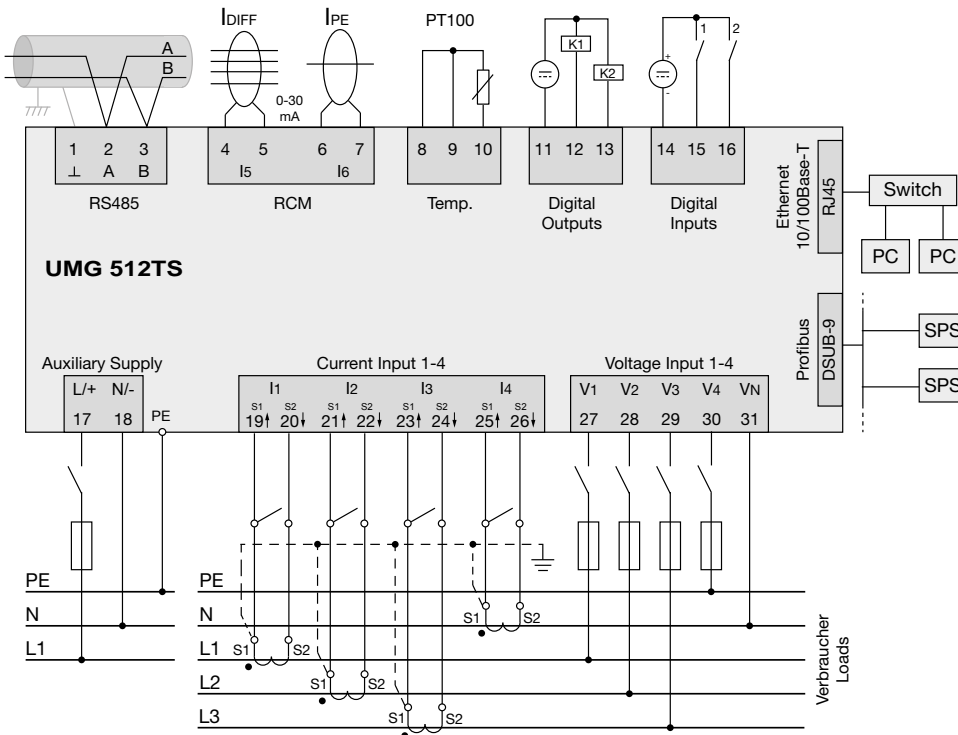 IDIFF IPE PT100
A
B
0-30
mA
K1
K2
+
-
1 2
1 2 3
⊥ A B
4 5 6 7
I5 I6
8 9 10
11 12 13
14 15 16
RS485 RCM Temp. Digital Outputs Digital Inputs
Ethernet
10/100Base-T
RJ45
Switch
PC PC
UMG 512TS
Profibus
DSUB-9
SPS
SPS
Auxiliary Supply
L/+ N/-
17 18
PE
Current Input 1-4
I1 I2 I3 I4
S1 S2 S1 S2 S1 S2 S1 S2
19↑ 20↓ 21↑ 22↓ 23↑ 24↓ 25↑ 26↓
Voltage Input 1-4
V1 V2 V3 V4 VN
27 28 29 30 31
PE PE
N N
S1 S2
L1 L1
S1 S2
L2
S1 S2
L3
S1 S2
Verbraucher
Loads